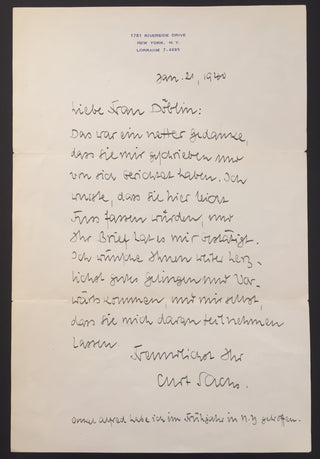 1781 RIVERSIDE DRIVE
NEW YORK, N. Y.
LORRAINE 7-4695
Jan. 21, 1940
Liebe Frau Döblin:
Das war ein netter Gedanke,
dass Sie mir geschrieben und
von sich berichtet haben. Ich
wusste, dass Sie hier leicht
Fuss fassen würden, und
Ihr Brief hat es mir bestätigt.
Ich wünsche Ihnen weiter herz-
lichst gutes Gelingen und Vor-
wärtskommen, und mir selbst,
dass Sie mich daran teilnehmen
lassen.
Freundlichst Ihr
Curt Sachs.
Onkel Alfred habe ich im Frühjahr in N.Y. getroffen.